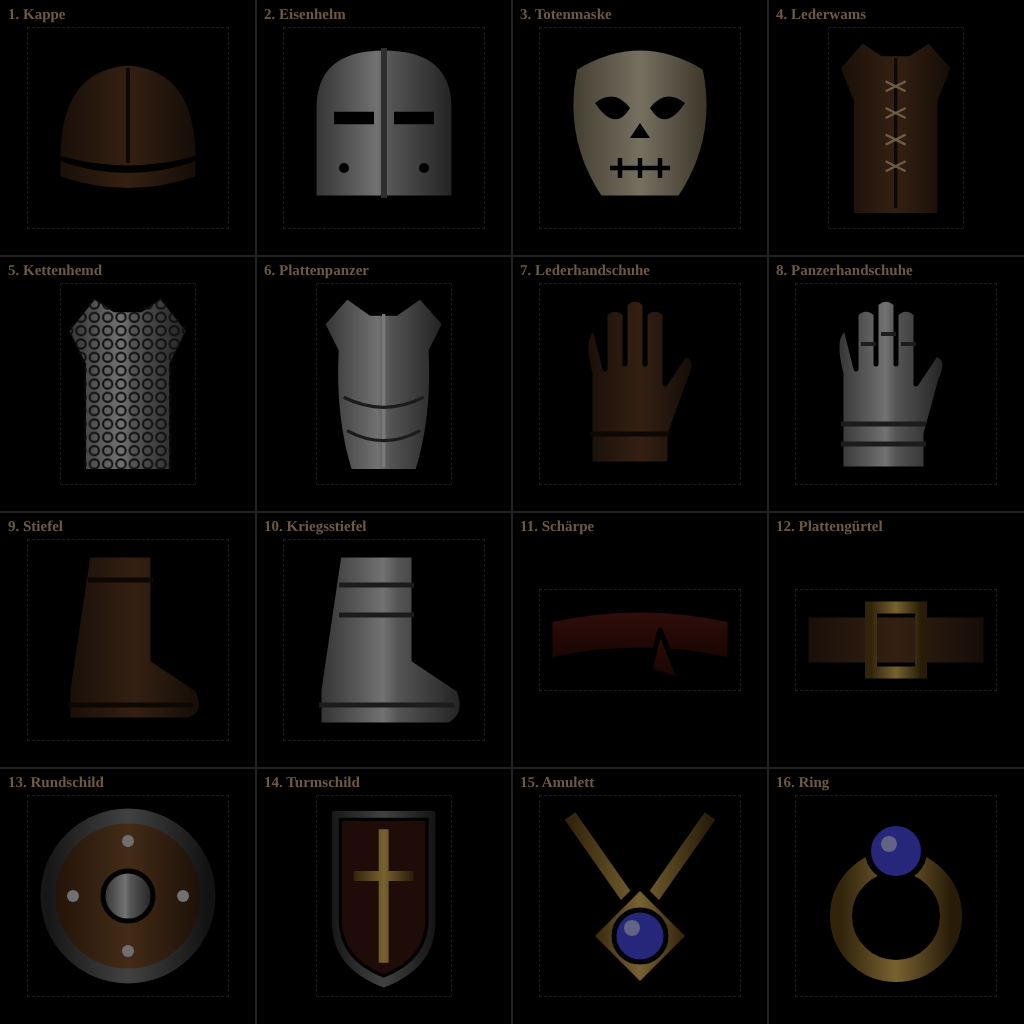 1. Kappe
2. Eisenhelm
3. Totenmaske
4. Lederwams
5. Kettenhemd
6. Plattenpanzer
7. Lederhandschuhe
8. Panzerhandschuhe
9. Stiefel
10. Kriegsstiefel
11. Schärpe
12. Plattengürtel
13. Rundschild
14. Turmschild
15. Amulett
16. Ring